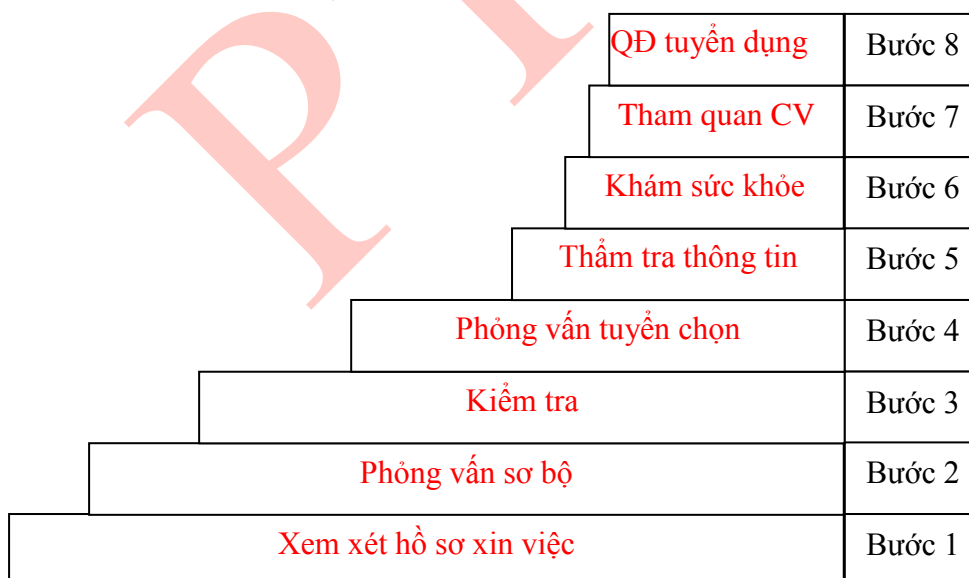 QĐ tuyển dụng Bước 8
Tham quan CV Bước 7
Khám sức khỏe Bước 6
Thẩm tra thông tin Bước 5
Phỏng vấn tuyển chọn Bước 4
Kiểm tra Bước 3
Phỏng vấn sơ bộ Bước 2
Xem xét hồ sơ xin việc Bước 1